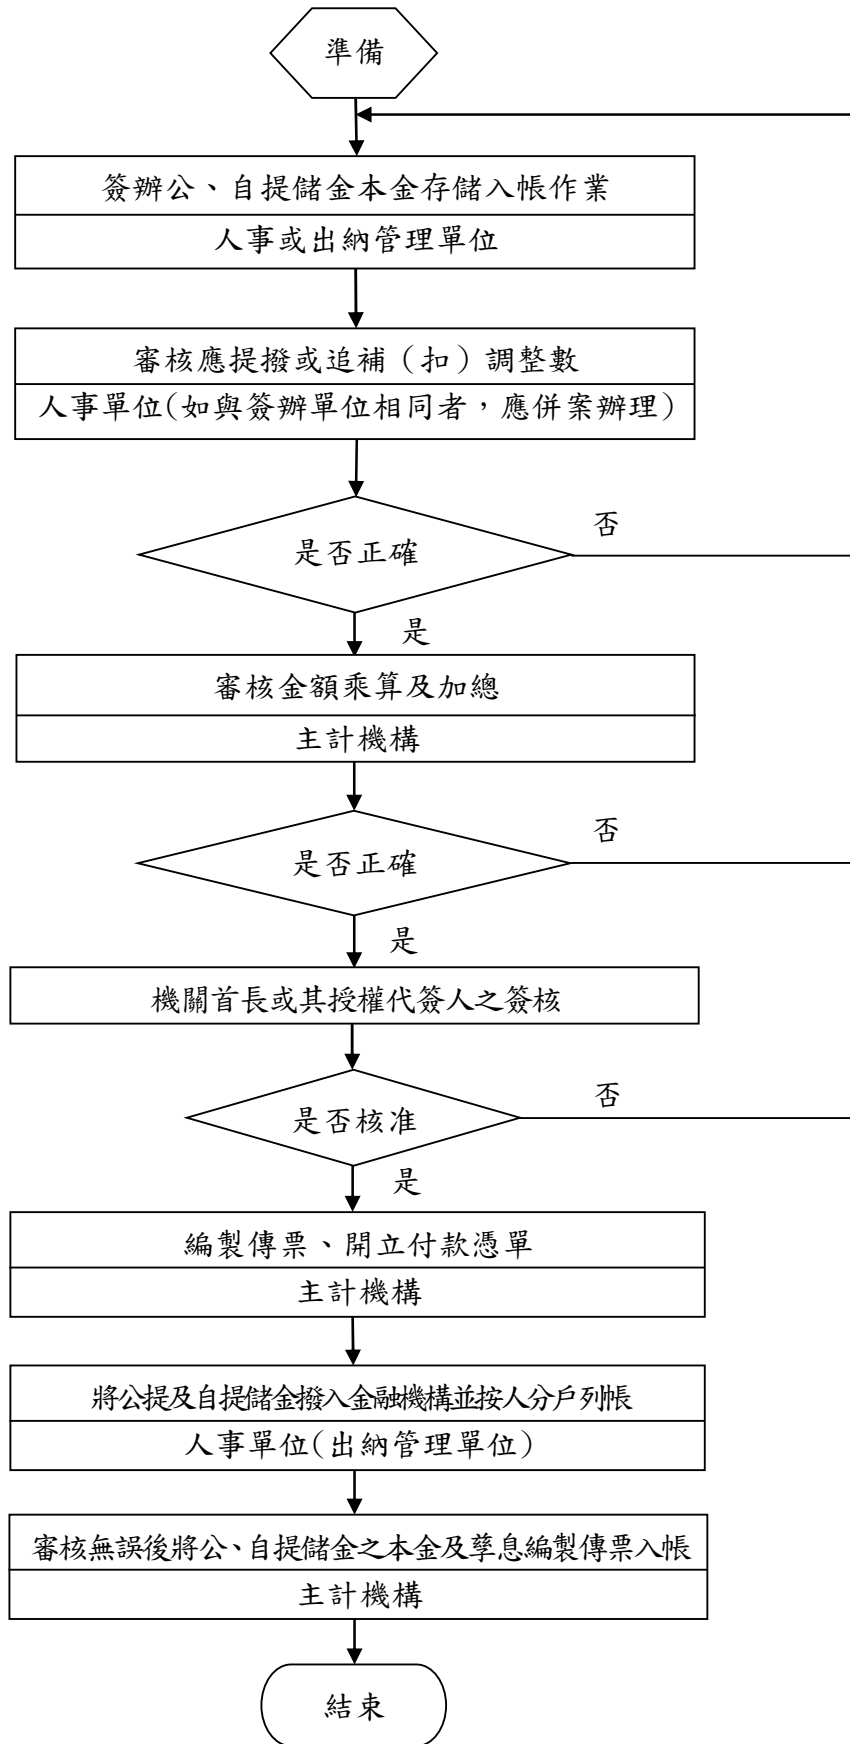 準備
簽辦公、自提儲金本金存儲入帳作業
人事或出納管理單位
審核應提撥或追補（扣）調整數
人事單位(如與簽辦單位相同者，應併案辦理)
是否正確
否
是
審核金額乘算及加總
主計機構
是否正確
否
是
機關首長或其授權代簽人之簽核
是否核准
否
是
編製傳票、開立付款憑單
主計機構
將公提及自提儲金撥入金融機構並按人分戶列帳
人事單位(出納管理單位)
審核無誤後將公、自提儲金之本金及孳息編製傳票入帳
主計機構
結束